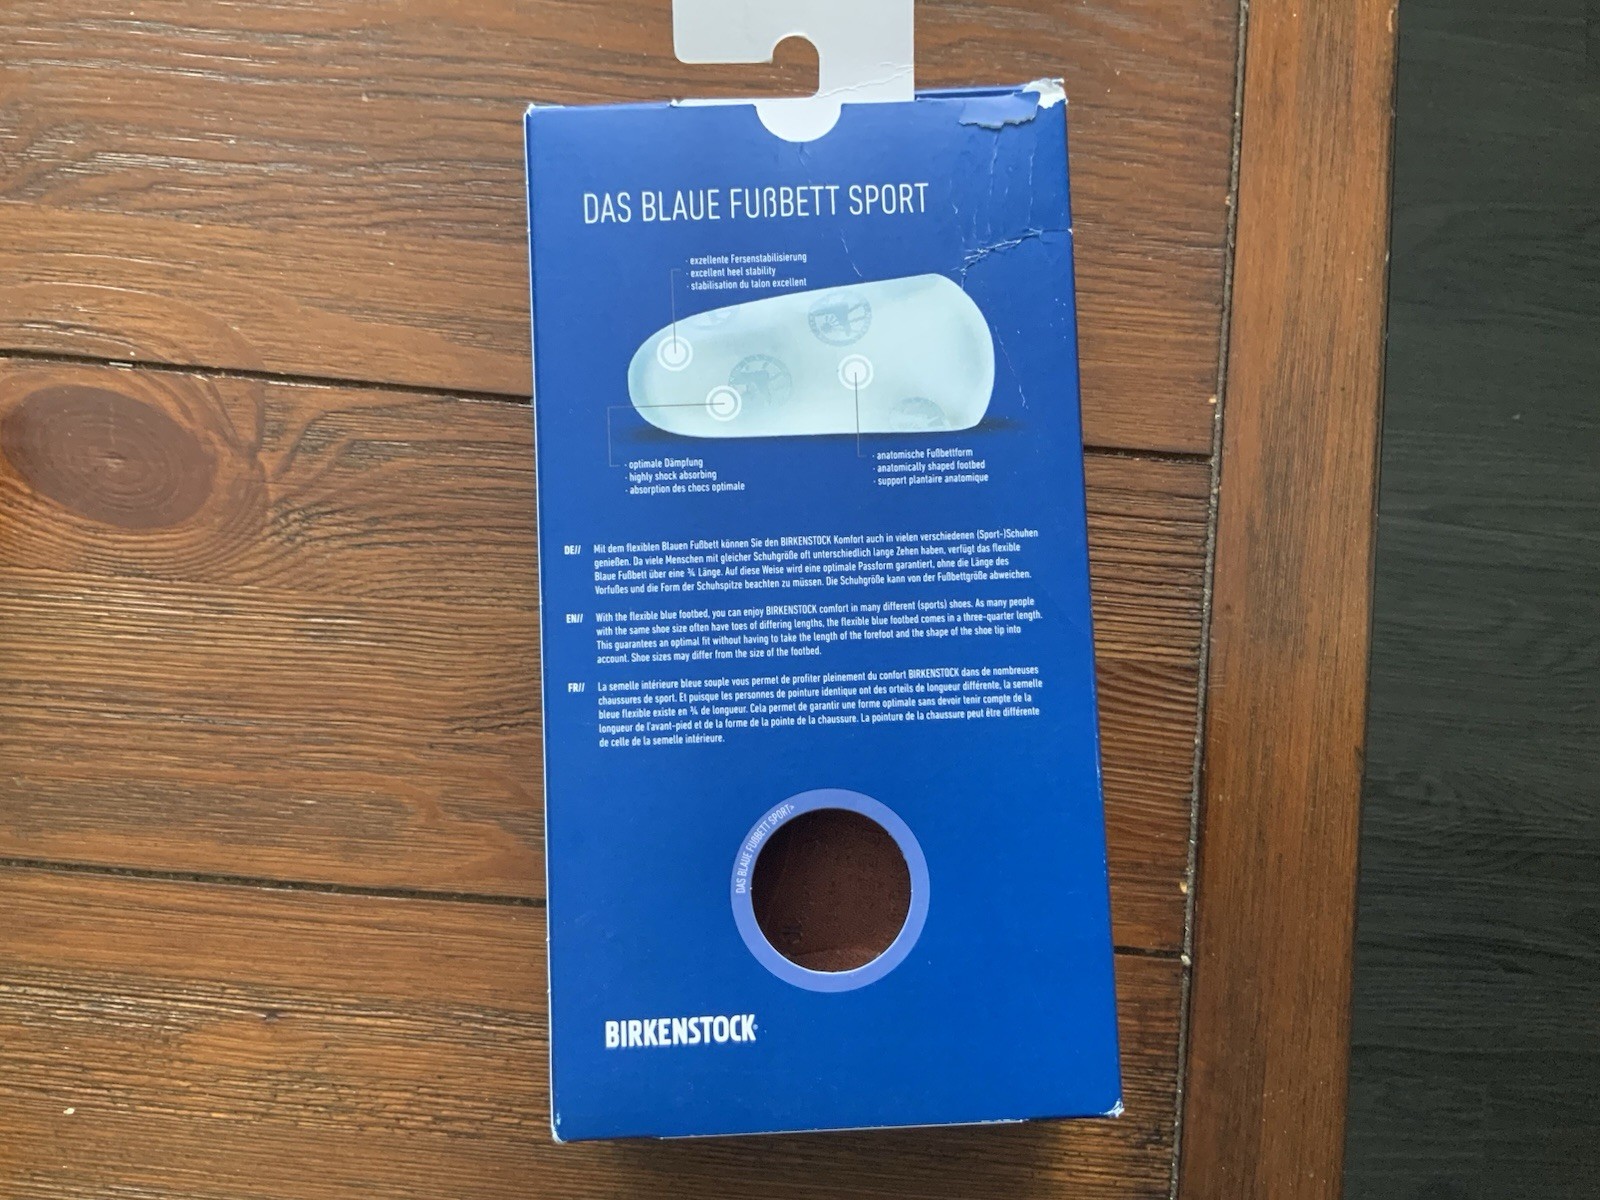 DAS BLAUE FUẞBETT SPORT
· exzellente Fersenstabilisierung
· excellent heel stability
· stabilisation du talon excellent
· optimale Dämpfung
· highly shock absorbing
· absorption des chocs optimale
· anatomische Fußbettform
· anatomically shaped footbed
· support plantaire anatomique
DE// Mit dem flexiblen Blauen Fußbett können Sie den BIRKENSTOCK Komfort auch in vielen verschiedenen (Sport-)Schuhen
genießen. Da viele Menschen mit gleicher Schuhgröße oft unterschiedlich lange Zehen haben, verfügt das flexible
Blaue Fußbett über eine ¾ Länge. Auf diese Weise wird eine optimale Passform garantiert, ohne die Länge des
Vorfußes und die Form der Schuhspitze beachten zu müssen. Die Schuhgröße kann von der Fußbettgröße abweichen.
EN// With the flexible blue footbed, you can enjoy BIRKENSTOCK comfort in many different (sports) shoes. As many people
with the same shoe size often have toes of differing lengths, the flexible blue footbed comes in a three-quarter length.
This guarantees an optimal fit without having to take the length of the forefoot and the shape of the shoe tip into
account. Shoe sizes may differ from the size of the footbed.
FR// La semelle intérieure bleue souple vous permet de profiter pleinement du confort BIRKENSTOCK dans de nombreuses
chaussures de sport. Et puisque les personnes de pointure identique ont des orteils de longueur différente, la semelle
bleue flexible existe en ¾ de longueur. Cela permet de garantir une forme optimale sans devoir tenir compte de la
longueur de l'avant-pied et de la forme de la pointe de la chaussure. La pointure de la chaussure peut être différente
de celle de la semelle intérieure.
DAS BLAUE FUẞBETT SPORT>
BIRKENSTOCK®